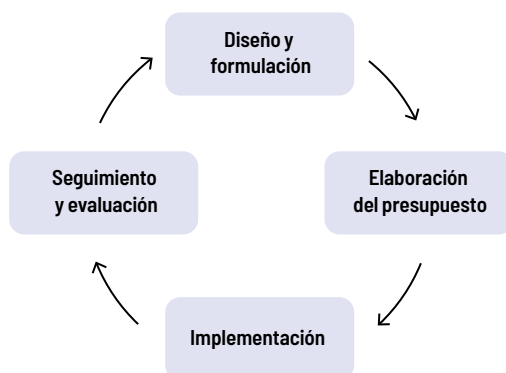 Diseño y
formulación
Seguimiento
y evaluación
Elaboración
del presupuesto
Implementación